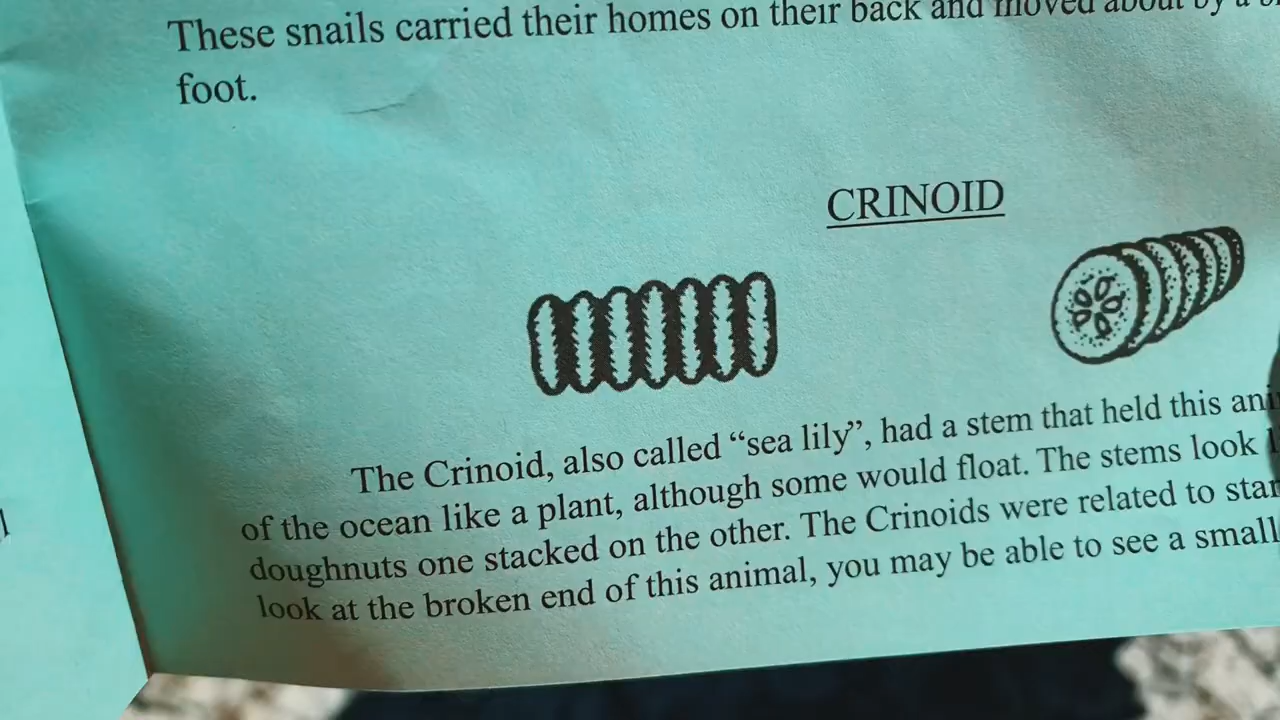 These snails carried their homes on their back and moved about by a
foot.
CRINOID
The Crinoid, also called “sea lily”, had a stem that held this
of the ocean like a plant, although some would float. The stems look
doughnuts one stacked on the other. The Crinoids were related to
look at the broken end of this animal, you may be able to see a small